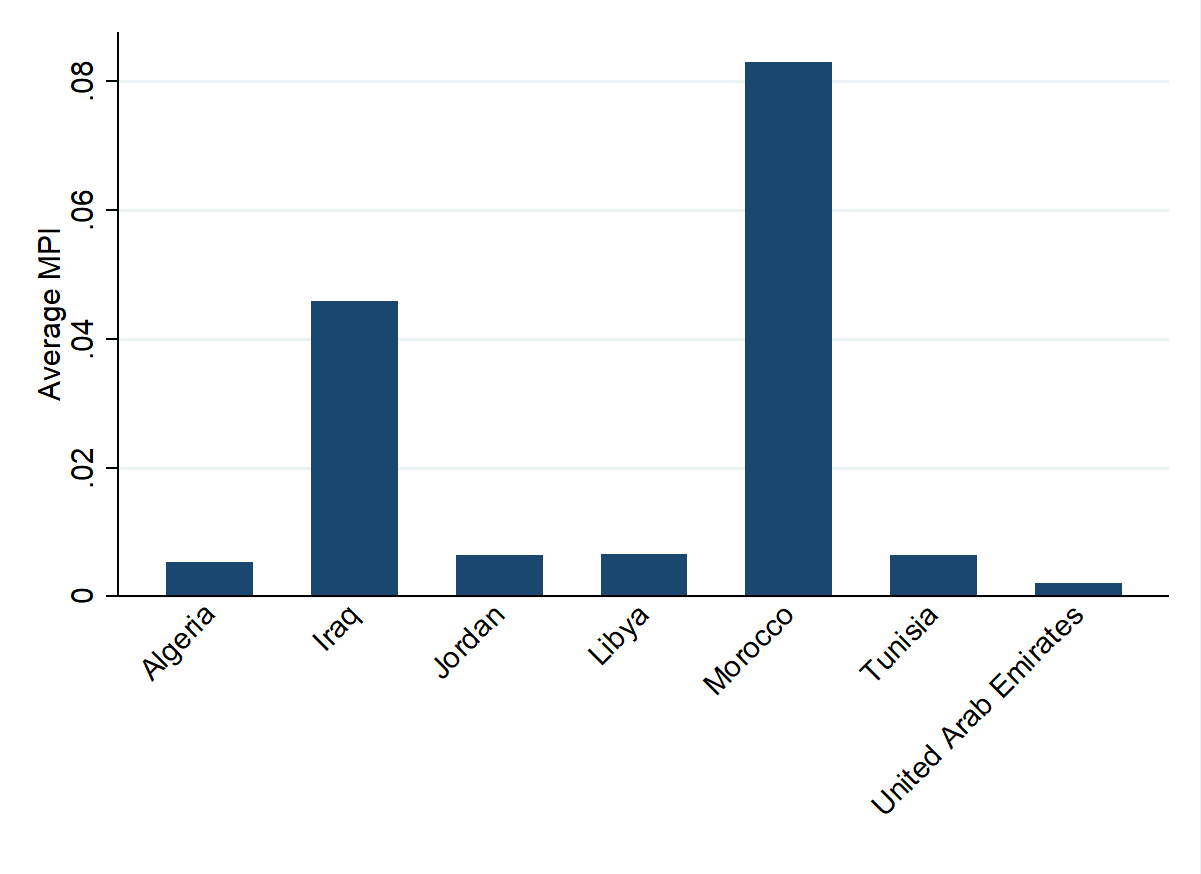 Average MPI
.08
.06
.04
.02
0
Algeria
Iraq
Jordan
Libya
Morocco
Tunisia
United Arab Emirates